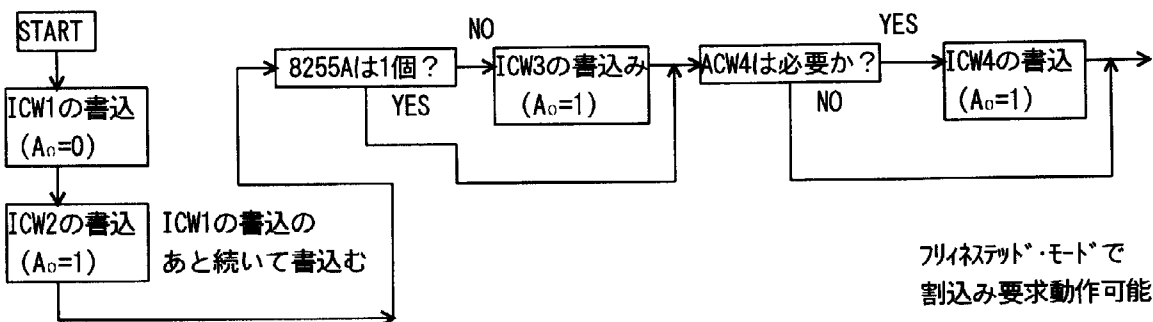 START
ICW1の書込
(A₀=0)
ICW2の書込
(A₀=1)
ICW1の書込の
あと続いて書込む
8255Aは1個?
NO
YES
ICW3の書込み
(A₀=1)
ACW4は必要か?
YES
NO
ICW4の書込
(A₀=1)
フリィネステッド・モードで
割込み要求動作可能